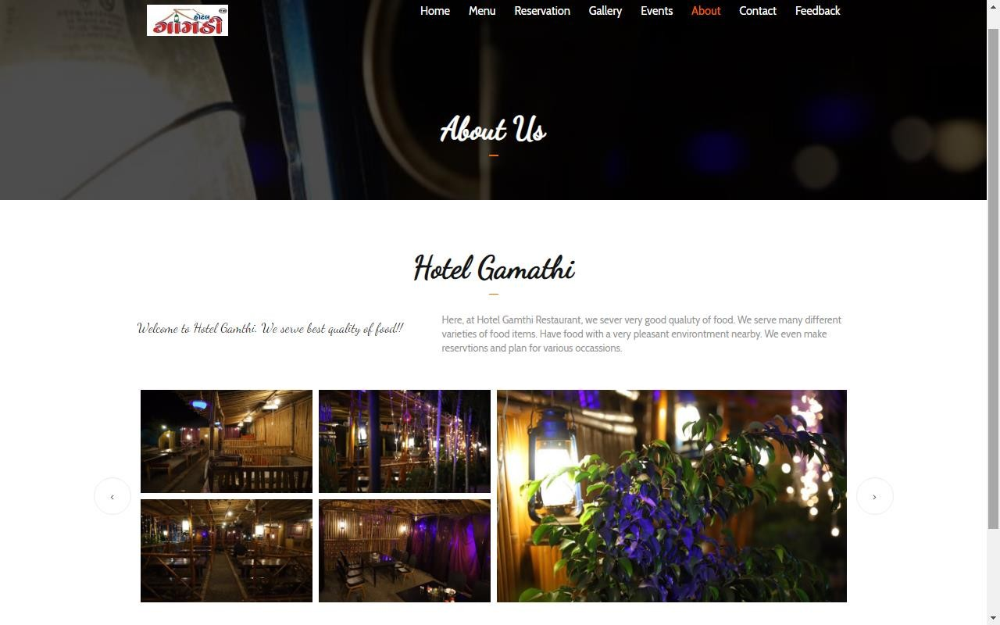 હોટલ
ગામઠી
Home Menu Reservation Gallery Events About Contact Feedback
About Us
Hotel Gamathi
Welcome to Hotel Gamthi. We serve best quality of food!!
Here, at Hotel Gamthi Restaurant, we sever very good qualuty of food. We serve many different
varieties of food items. Have food with a very pleasant environtment nearby. We even make
reservtions and plan for various occassions.